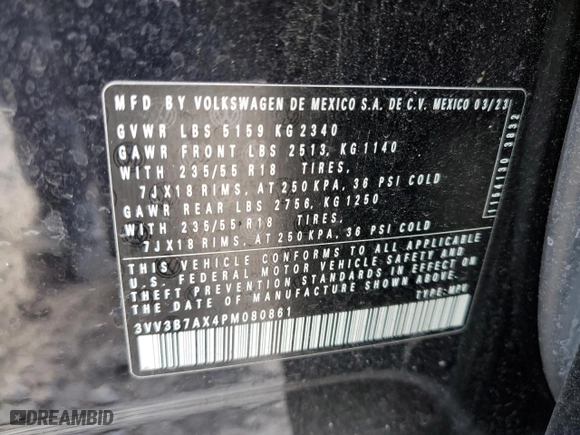 MFD BY VOLKSWAGEN DE MEXICO S.A. DE C.V. MEXICO 03/23
GVWR LBS 5159 KG 2340
GAWR FRONT LBS 2513, KG 1140
WITH 235/55 R18 TIRES,
7JX18 RIMS, AT 250 KPA, 36 PSI COLD
GAWR REAR LBS 2756, KG 1250
WITH 235/55 R18 TIRES,
7JX18 RIMS, AT 250 KPA, 36 PSI COLD
THIS VEHICLE CONFORMS TO ALL APPLICABLE
U.S. FEDERAL MOTOR VEHICLE SAFETY AND
THEFT PREVENTION STANDARDS IN EFFECT ON
THE DATE OF MANUFACTURE SHOWN ABOVE.
3VV3B7AX4PM080861 TYPE: MPV
DREAMBID